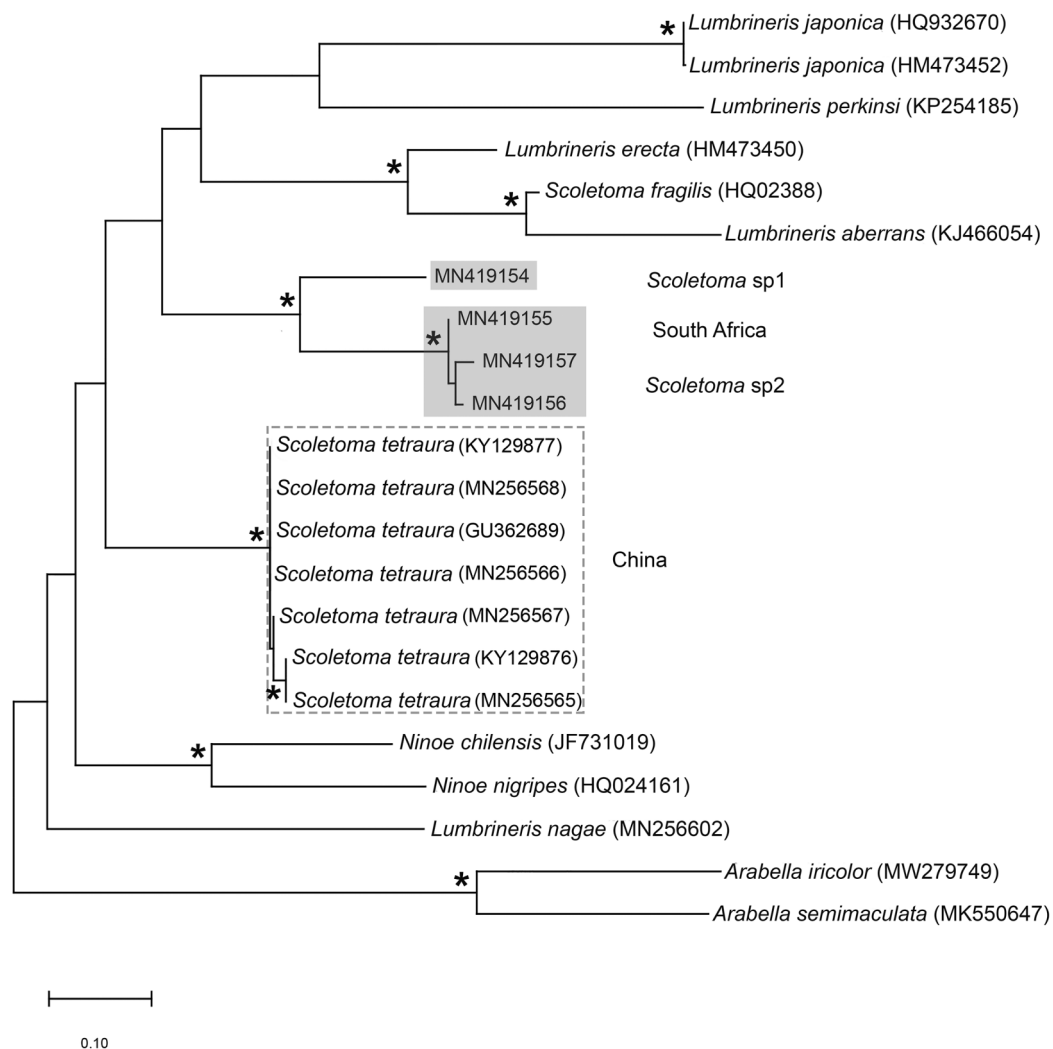 *
Lumbrineris japonica (HQ932670)
Lumbrineris japonica (HM473452)
Lumbrineris perkinsi (KP254185)
*
Lumbrineris erecta (HM473450)
*
Scoletoma fragilis (HQ02388)
Lumbrineris aberrans (KJ466054)
*
MN419154
Scoletoma sp1
*
MN419155
South Africa
MN419157
Scoletoma sp2
MN419156
*
Scoletoma tetraura (KY129877)
Scoletoma tetraura (MN256568)
Scoletoma tetraura (GU362689)
China
Scoletoma tetraura (MN256566)
Scoletoma tetraura (MN256567)
Scoletoma tetraura (KY129876)
*
Scoletoma tetraura (MN256565)
*
Ninoe chilensis (JF731019)
Ninoe nigripes (HQ024161)
Lumbrineris nagae (MN256602)
*
Arabella iricolor (MW279749)
Arabella semimaculata (MK550647)
0.10